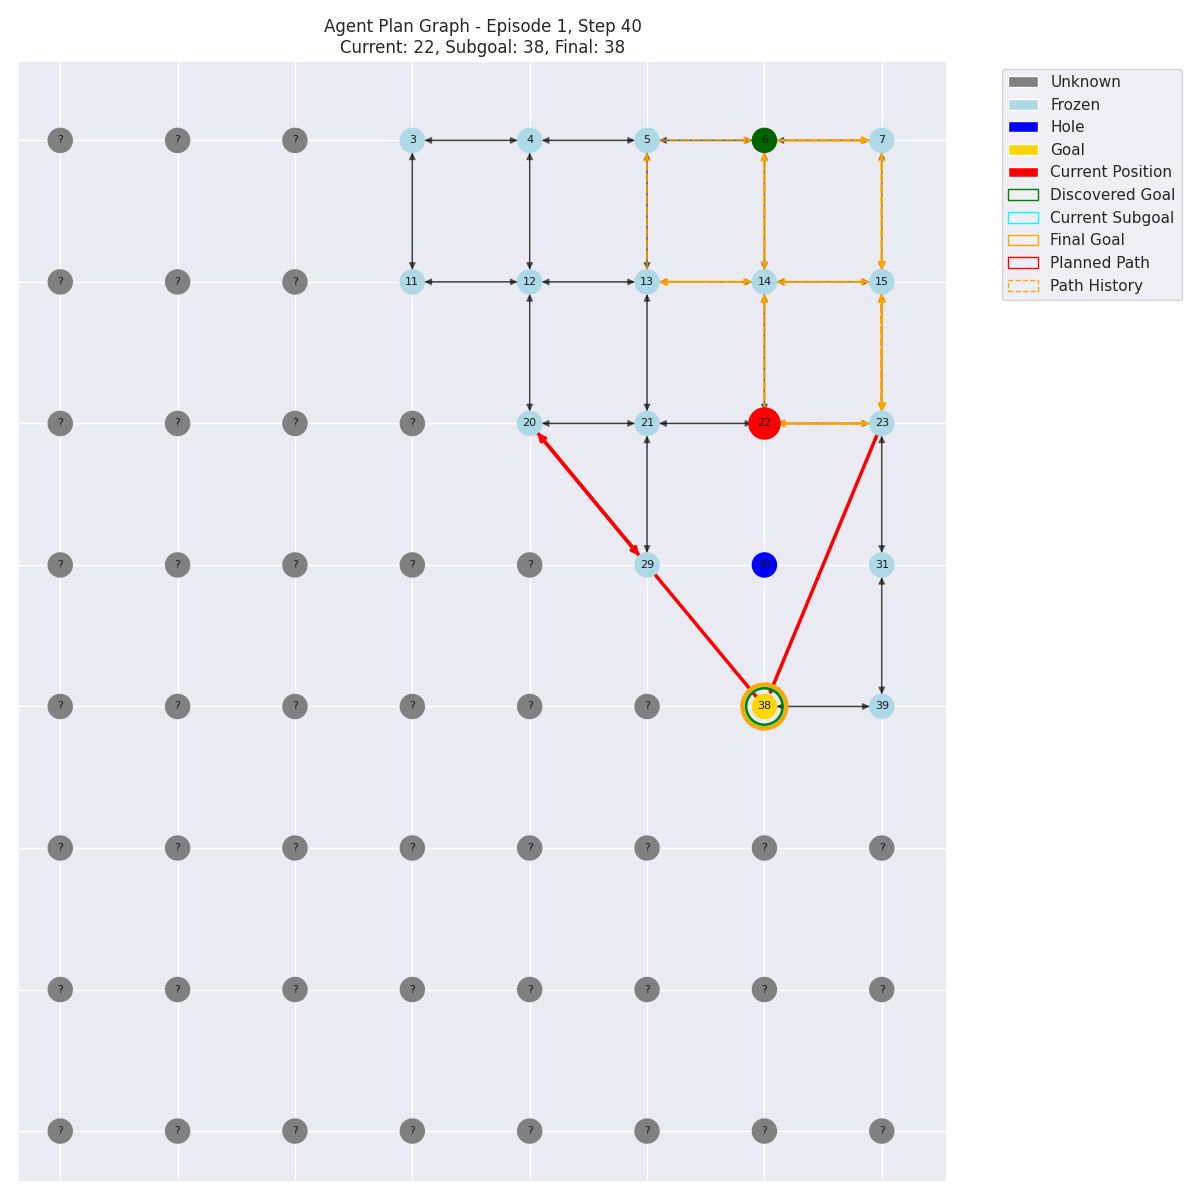 Agent Plan Graph - Episode 1, Step 40
Current: 22, Subgoal: 38, Final: 38
Unknown
Frozen
Hole
Goal
Current Position
Discovered Goal
Current Subgoal
Final Goal
Planned Path
Path History
? ? ? 3 4 5 6 7
? ? ? 11 12 13 14 15
? ? ? ? 20 21 22 23
? ? ? ? ? 29 30 31
? ? ? ? ? ? 38 39
? ? ? ? ? ? ? ?
? ? ? ? ? ? ? ?
? ? ? ? ? ? ? ?